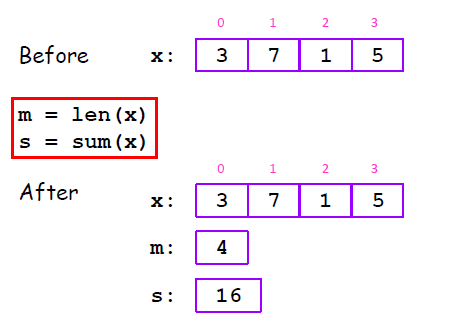 0 1 2 3
Before x: 3 7 1 5
m = len(x)
s = sum(x)
0 1 2 3
After x: 3 7 1 5
m: 4
s: 16